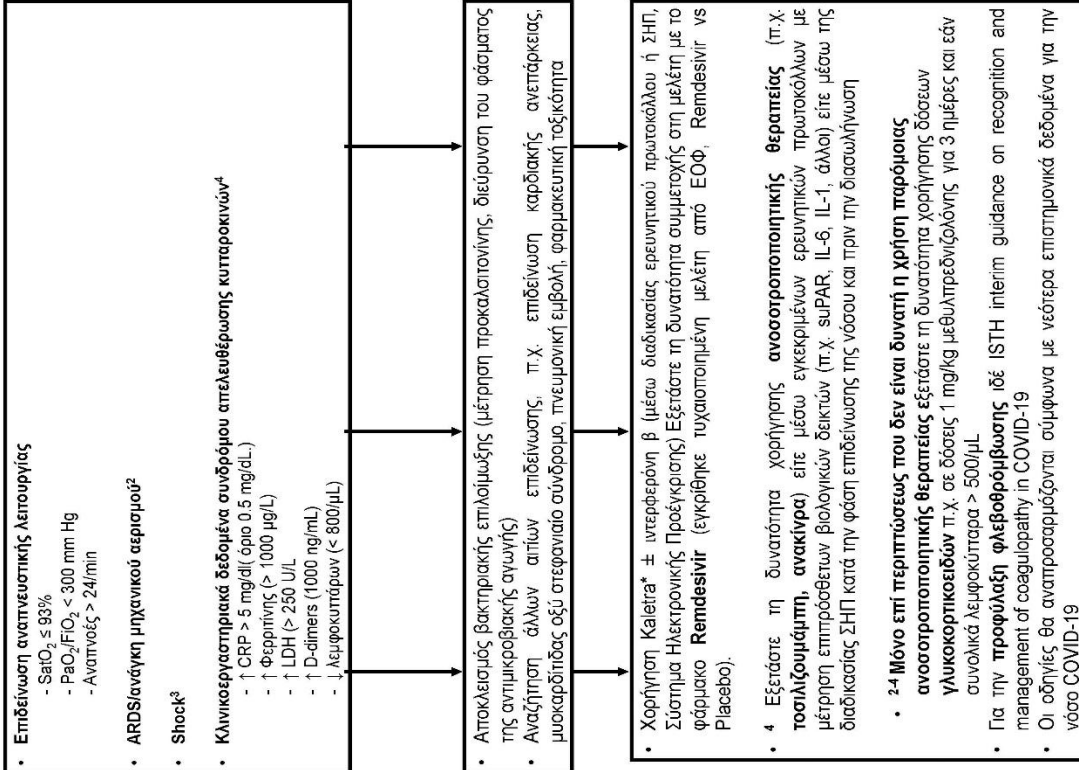 • Επιδείνωση αναπνευστικής λειτουργίας
- SatO₂ ≤ 93%
- PaO₂/FiO₂ < 300 mm Hg
- Αναπνοές > 24/min
• ARDS/ανάγκη μηχανικού αερισμού²
• Shock³
• Κλινικοεργαστηριακά δεδομένα συνδρόμου απελευθέρωσης κυτταροκινών⁴
- ↑ CRP > 5 mg/dl( όριο 0.5 mg/dL.)
- ↑ Φερριτίνης (> 1000 μg/L)
- ↑ LDH (> 250 U/L
- ↑ D-dimers (1000 ng/mL)
- ↓ λεμφοκυττάρων (< 800/μL)
• Αποκλεισμός βακτηριακής επιλοίμωξης (μέτρηση προκαλσιτονίνης, διεύρυνση του φάσματος
της αντιμικροβιακής αγωγής)
• Αναζήτηση άλλων αιτίων επιδείνωσης, π.χ. επιδείνωση καρδιακής ανεπάρκειας,
μυοκαρδίτιδας οξύ στεφανιαίο σύνδρομο, πνευμονική εμβολή, φαρμακευτική τοξικότητα
• Χορήγηση Kaletra* ± ιντερφερόνη β (μέσω διαδικασίας ερευνητικού πρωτοκόλλου ή ΣΗΠ,
Σύστημα Ηλεκτρονικής Προέγκρισης) Εξετάστε τη δυνατότητα συμμετοχής στη μελέτη με το
φάρμακο Remdesivir (εγκρίθηκε τυχαιοποιημένη μελέτη από ΕΟΦ, Remdesivir vs
Placebo).
• ⁴ Εξετάστε τη δυνατότητα χορήγησης ανοσοτροποποιητικής θεραπείας (π.χ.
τοσιλιζουμάμπη, ανακίνρα) είτε μέσω εγκεκριμένων ερευνητικών πρωτοκόλλων με
μέτρηση επιπρόσθετων βιολογικών δεικτών (π.χ. suPAR, IL-6, IL-1, άλλοι) είτε μέσω της
διαδικασίας ΣΗΠ κατά την φάση επιδείνωσης της νόσου και πριν την διασωλήνωση
• ²⁻⁴ Μόνο επί περιπτώσεως που δεν είναι δυνατή η χρήση παρόμοιας
ανοσοτροποποιητικής θεραπείας εξετάστε τη δυνατότητα χορήγησης δόσεων
γλυκοκορτικοειδών π.χ. σε δόσεις 1 mg/kg μεθυλπρεδνιζολόνης για 3 ημέρες και εάν
συνολικά λεμφοκύτταρα > 500/μL
• Για την προφύλαξη φλεβοθρόμβωσης ιδέ ISTH interim guidance on recognition and
management of coagulopathy in COVID-19
• Οι οδηγίες θα αναπροσαρμόζονται σύμφωνα με νεότερα επιστημονικά δεδομένα για την
νόσο COVID-19